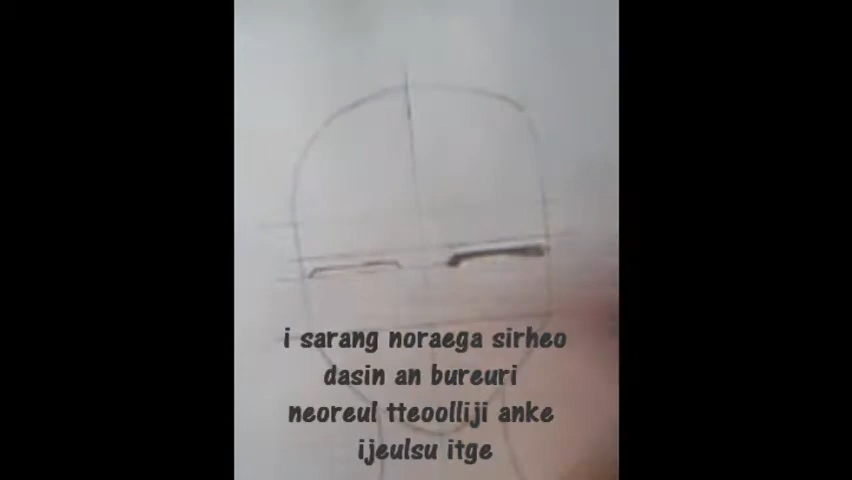 i sarang noraega sirheo
dasin an bureuri
neoreul tteoolliji anke
ijeulsu itge